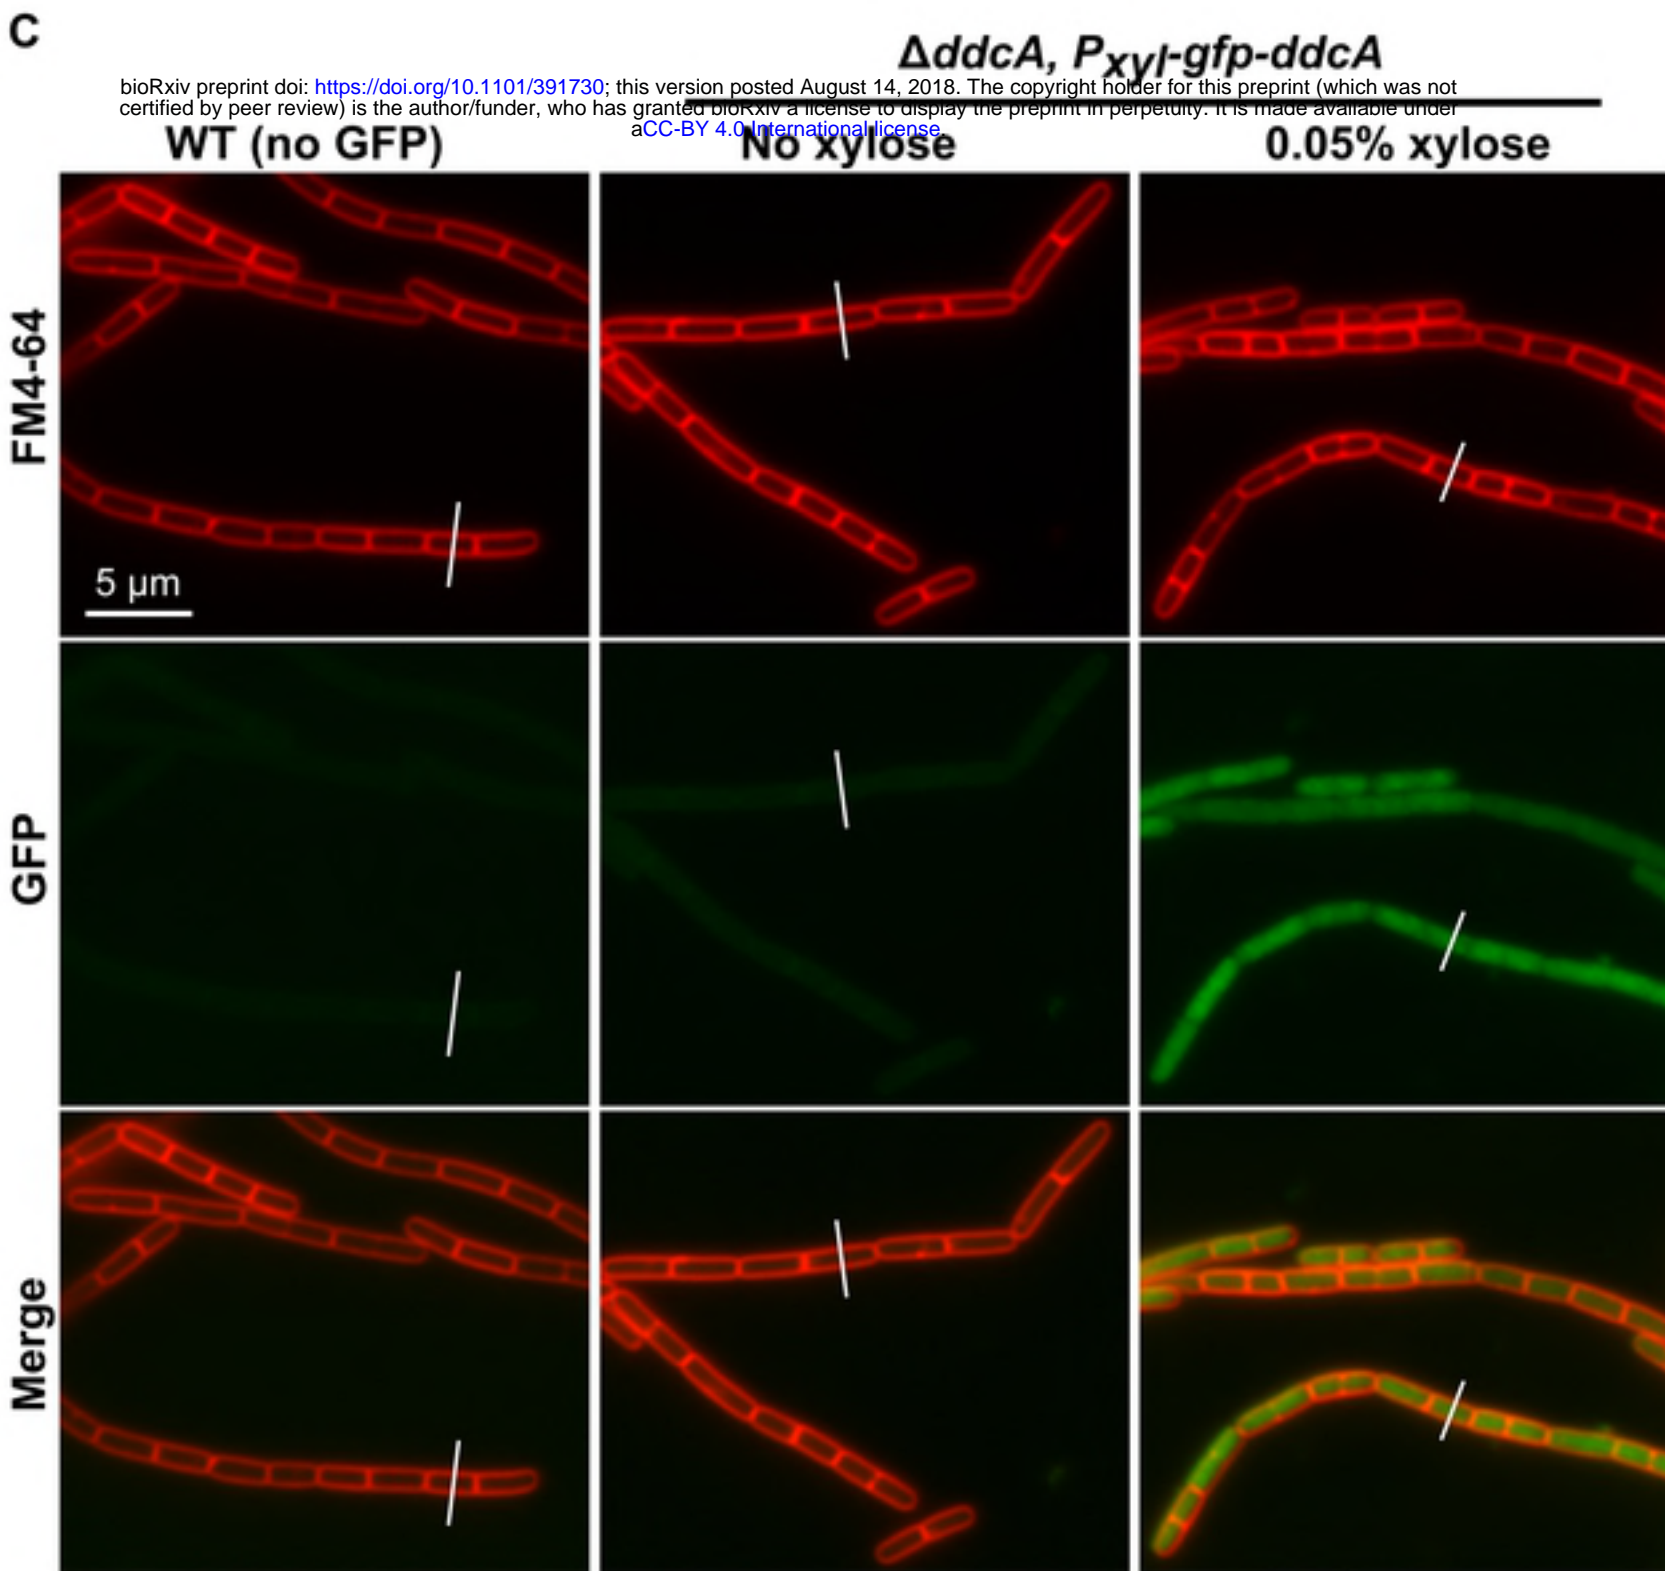 C
ΔddcA, Pxyl-gfp-ddcA
bioRxiv preprint doi: https://doi.org/10.1101/391730; this version posted August 14, 2018. The copyright holder for this preprint (which was not
certified by peer review) is the author/funder, who has granted bioRxiv a license to display the preprint in perpetuity. It is made available under
aCC-BY 4.0 International license.
WT (no GFP) No xylose 0.05% xylose
FM4-64
5 μm
GFP
Merge